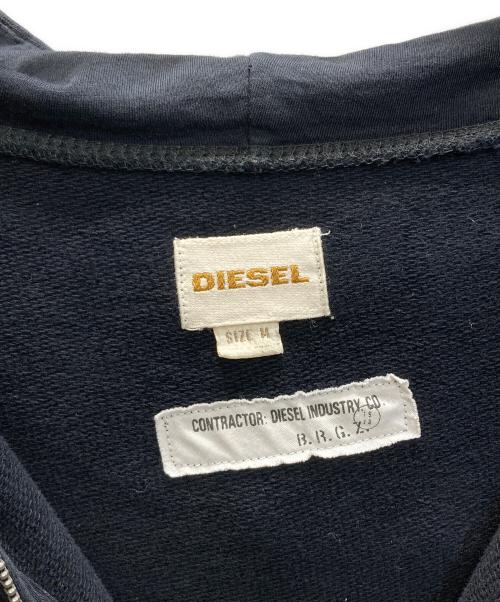 DIESEL
SIZE M
CONTRACTOR: DIESEL INDUSTRY CO
B.R.G.X.